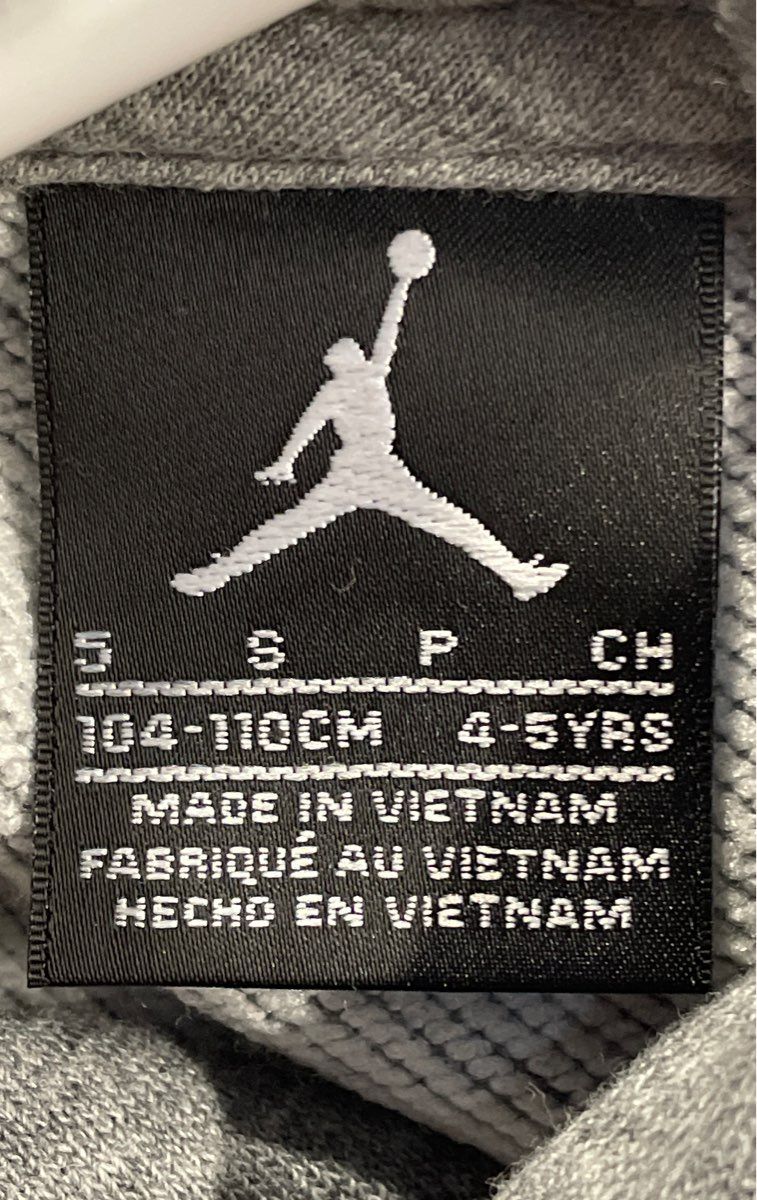 5 S P CH
104-110CM 4-5YRS
MADE IN VIETNAM
FABRIQUÉ AU VIETNAM
HECHO EN VIETNAM